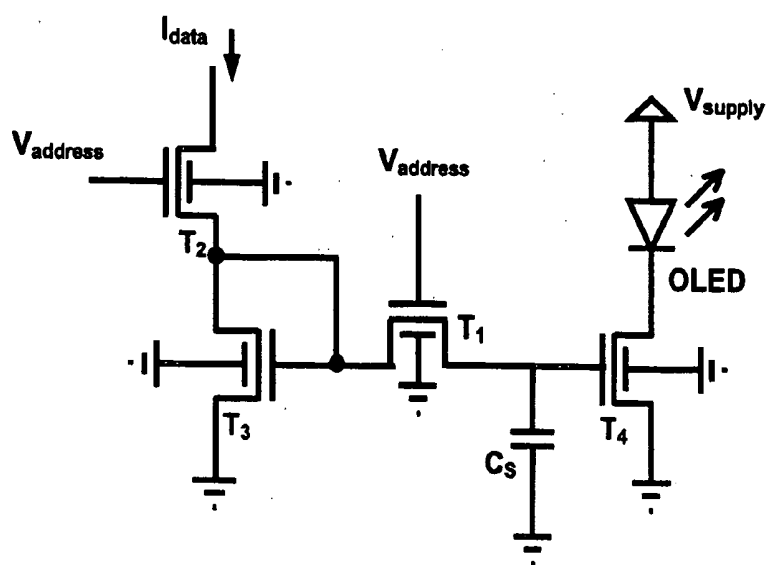 Idata
Vsupply
Vaddress
Vaddress
T2
OLED
T1
T3
T4
CS